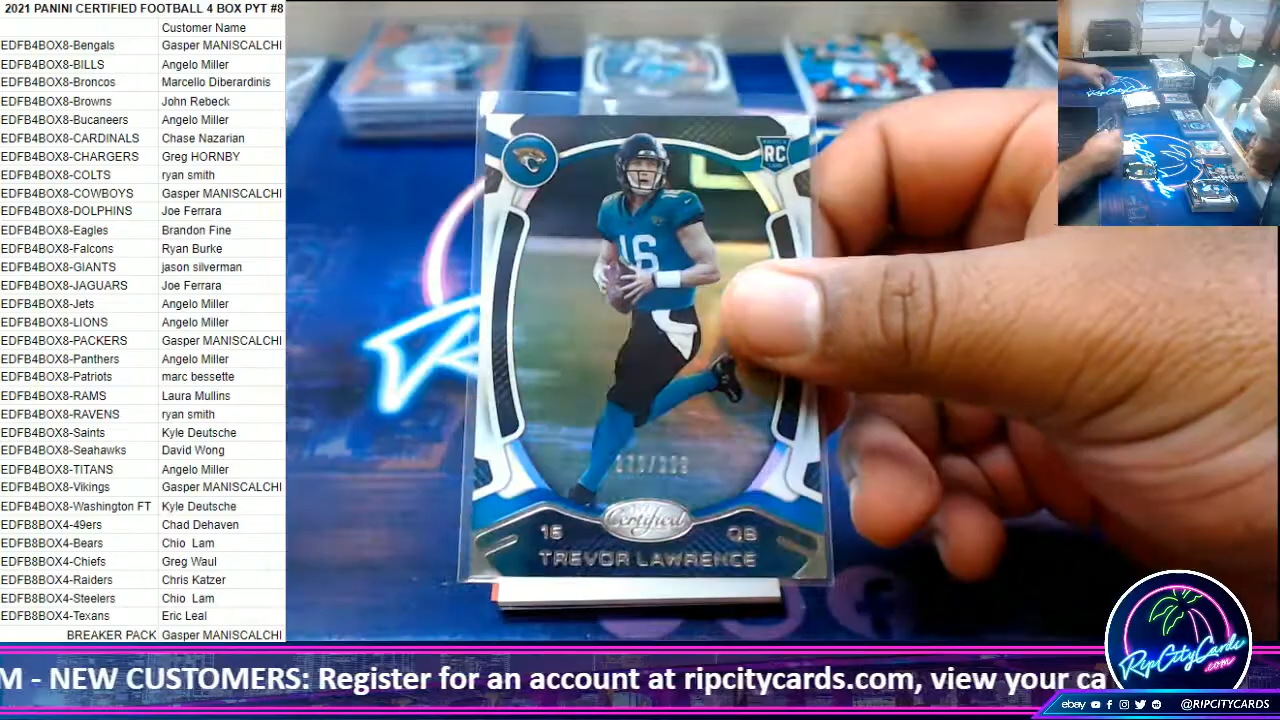 2021 PANINI CERTIFIED FOOTBALL 4 BOX PYT #8
Customer Name
EDFB4BOX8-Bengals Gasper MANISCALCHI
EDFB4BOX8-BILLS Angelo Miller
EDFB4BOX8-Broncos Marcello Diberardinis
EDFB4BOX8-Browns John Rebeck
EDFB4BOX8-Bucaneers Angelo Miller
EDFB4BOX8-CARDINALS Chase Nazarian
EDFB4BOX8-CHARGERS Greg HORNBY
EDFB4BOX8-COLTS ryan smith
EDFB4BOX8-COWBOYS Gasper MANISCALCHI
EDFB4BOX8-DOLPHINS Joe Ferrara
EDFB4BOX8-Eagles Brandon Fine
EDFB4BOX8-Falcons Ryan Burke
EDFB4BOX8-GIANTS jason silverman
EDFB4BOX8-JAGUARS Joe Ferrara
EDFB4BOX8-Jets Angelo Miller
EDFB4BOX8-LIONS Angelo Miller
EDFB4BOX8-PACKERS Gasper MANISCALCHI
EDFB4BOX8-Panthers Angelo Miller
EDFB4BOX8-Patriots marc bessette
EDFB4BOX8-RAMS Laura Mullins
EDFB4BOX8-RAVENS ryan smith
EDFB4BOX8-Saints Kyle Deutsche
EDFB4BOX8-Seahawks David Wong
EDFB4BOX8-TITANS Angelo Miller
EDFB4BOX8-Vikings Gasper MANISCALCHI
EDFB4BOX8-Washington FT Kyle Deutsche
EDFB8BOX4-49ers Chad Dehaven
EDFB8BOX4-Bears Chio Lam
EDFB8BOX4-Chiefs Greg Waul
EDFB8BOX4-Raiders Chris Katzer
EDFB8BOX4-Steelers Chio Lam
EDFB8BOX4-Texans Eric Leal
BREAKER PACK Gasper MANISCALCHI
RC
16
Certified
16 QB
TREVOR LAWRENCE
M - NEW CUSTOMERS: Register for an account at ripcitycards.com, view your ca
RipCityCards
.com
ebay @RIPCITYCARDS